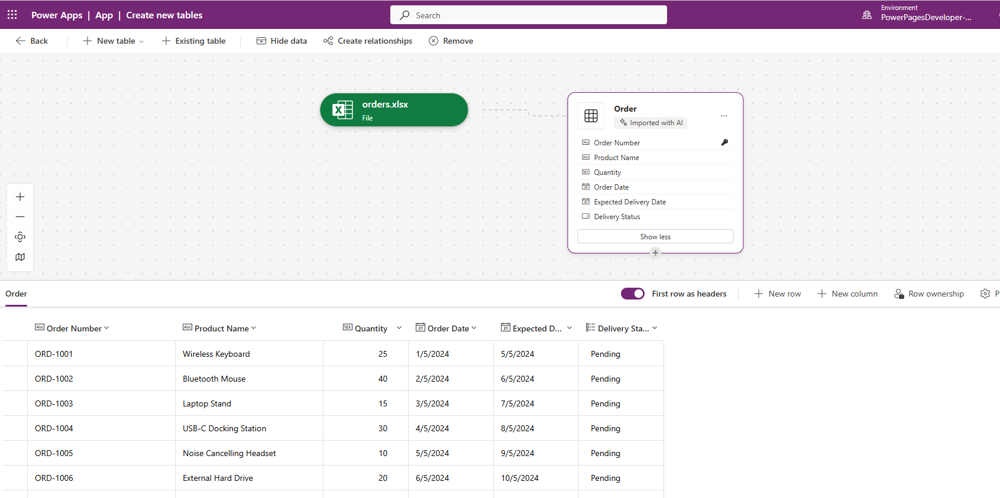 Power Apps | App | Create new tables
Search
Environment
PowerPagesDeveloper-...
Back
New table
Existing table
Hide data
Create relationships
Remove
orders.xlsx
File
Order
Imported with AI
Order Number
Product Name
Quantity
Order Date
Expected Delivery Date
Delivery Status
Show less
Order
First row as headers
New row
New column
Row ownership
P
Order Number Product Name Quantity Order Date Expected D... Delivery Sta...
ORD-1001 Wireless Keyboard 25 1/5/2024 5/5/2024 Pending
ORD-1002 Bluetooth Mouse 40 2/5/2024 6/5/2024 Pending
ORD-1003 Laptop Stand 15 3/5/2024 7/5/2024 Pending
ORD-1004 USB-C Docking Station 30 4/5/2024 8/5/2024 Pending
ORD-1005 Noise Cancelling Headset 10 5/5/2024 9/5/2024 Pending
ORD-1006 External Hard Drive 20 6/5/2024 10/5/2024 Pending